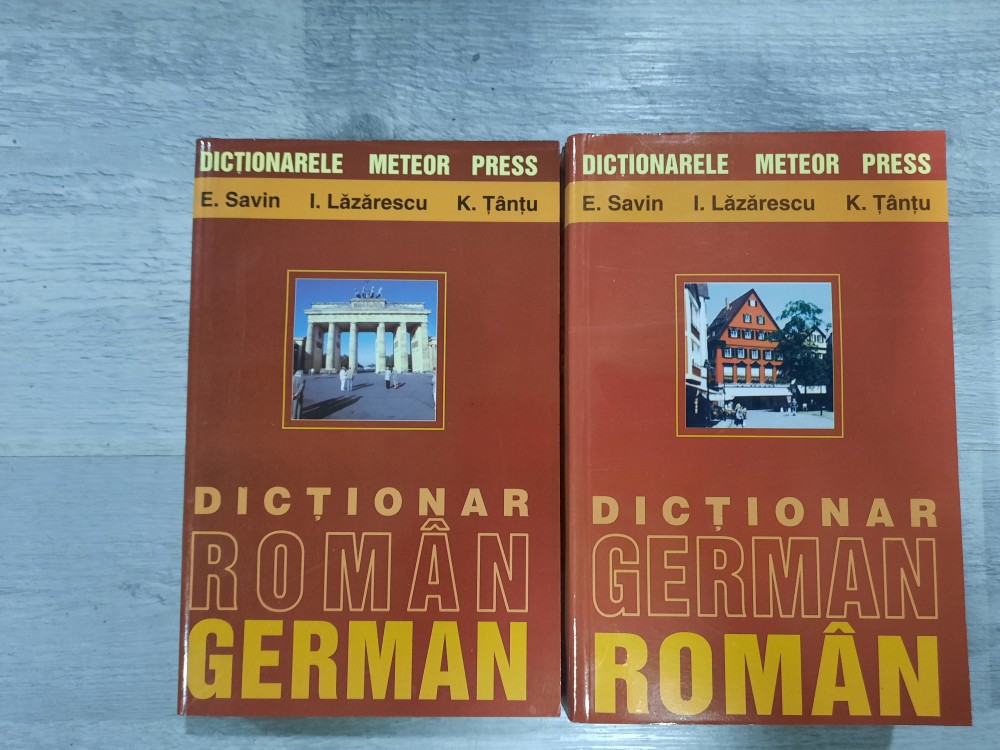 DICȚIONARELE METEOR PRESS
E. Savin I. Lăzărescu K. Țânțu
DICȚIONAR
ROMÂN
GERMAN
DICȚIONARELE METEOR PRESS
E. Savin I. Lăzărescu K. Țânțu
DICȚIONAR
GERMAN
ROMÂN